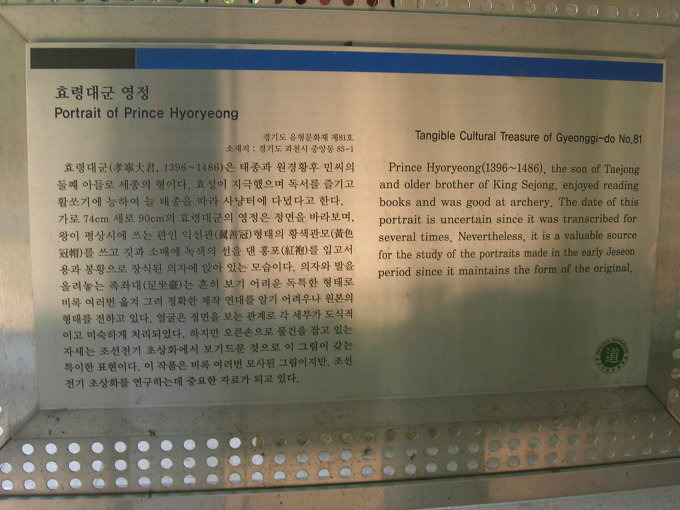 효령대군 영정
Portrait of Prince Hyoryeong
경기도 유형문화재 제81호
소재지 : 경기도 과천시 중앙동 85-1
효령대군(孝寧大君, 1396~1486)은 태종과 원경황후 민씨의
둘째 아들로 세종의 형이다. 효성이 지극했으며 독서를 즐기고
활쏘기에 능하여 늘 태종을 따라 사냥터에 다녔다고 한다.
가로 74cm 세로 90cm의 효령대군의 영정은 정면을 바라보며,
왕이 평상시에 쓰는 관인 익선관(翼善冠)형태의 황색관모(黃色
冠帽)를 쓰고 깃과 소매에 녹색의 선을 댄 홍포(紅袍)를 입고서
용과 봉황으로 장식된 의자에 앉아 있는 모습이다. 의자와 발을
올려놓는 족좌대(足坐臺)는 흔히 보기 어려운 독특한 형태로
비록 여러번 옮겨 그려 정확한 제작 연대를 알기 어려우나 원본의
형태를 전하고 있다. 얼굴은 정면을 보는 관계로 각 세부가 도식적
이고 미숙하게 처리되었다. 하지만 오른손으로 물건을 잡고 있는
자세는 조선전기 초상화에서 보기드문 것으로 이 그림이 갖는
특이한 표현이다. 이 작품은 비록 여러번 모사된 그림이지만, 조선
전기 초상화를 연구하는데 중요한 자료가 되고 있다.
Tangible Cultural Treasure of Gyeonggi-do No,81
Prince Hyoryeong(1396~1486), the son of Taejong
and older brother of King Sejong, enjoyed reading
books and was good at archery. The date of this
portrait is uncertain since it was transcribed for
several times. Nevertheless, it is a valuable source
for the study of the portraits made in the early Jeseon
period since it maintains the form of the original.
道